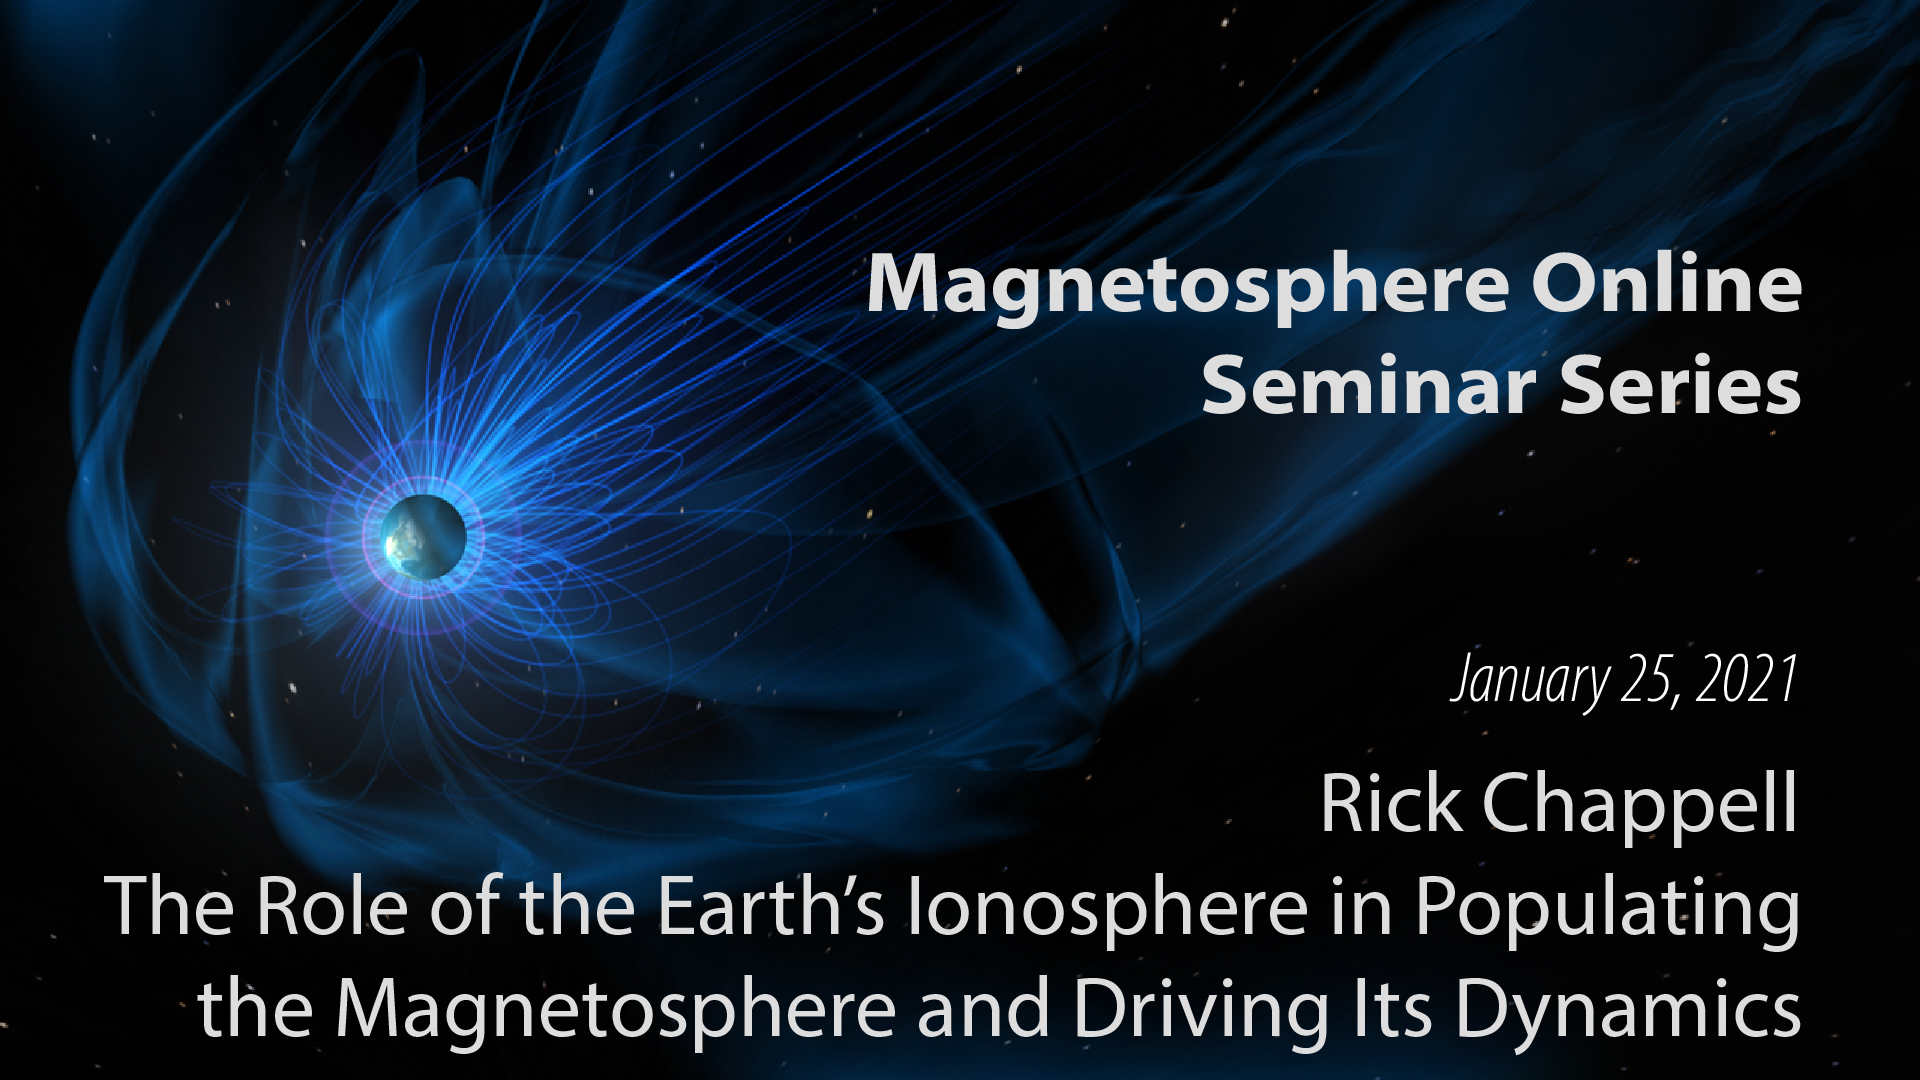 Magnetosphere Online
Seminar Series
January 25, 2021
Rick Chappell
The Role of the Earth’s Ionosphere in Populating
the Magnetosphere and Driving Its Dynamics